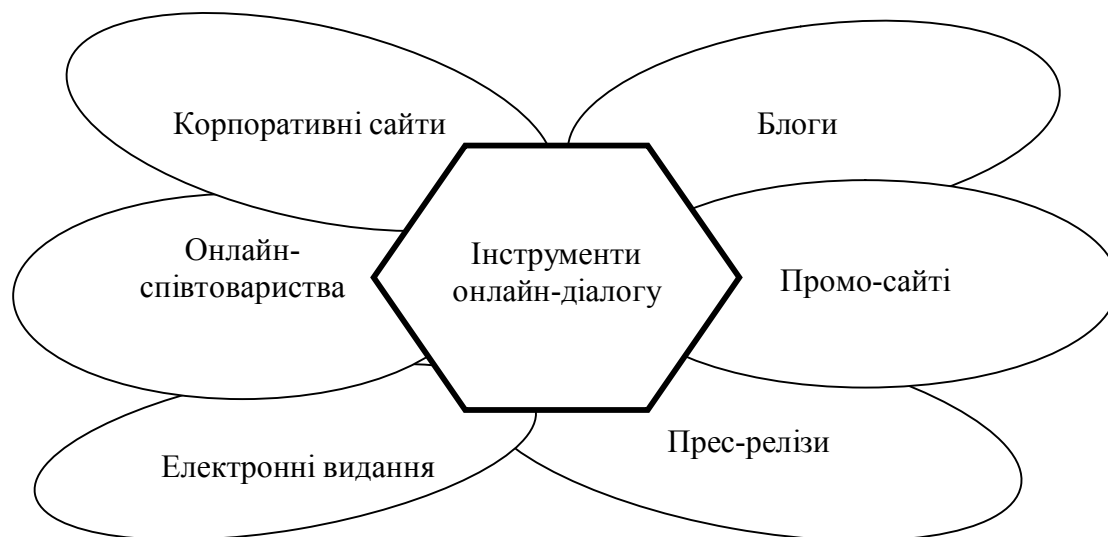 Корпоративні сайти
Блоги
Онлайн-
співтовариства
Інструменти
онлайн-діалогу
Промо-сайті
Електронні видання
Прес-релізи